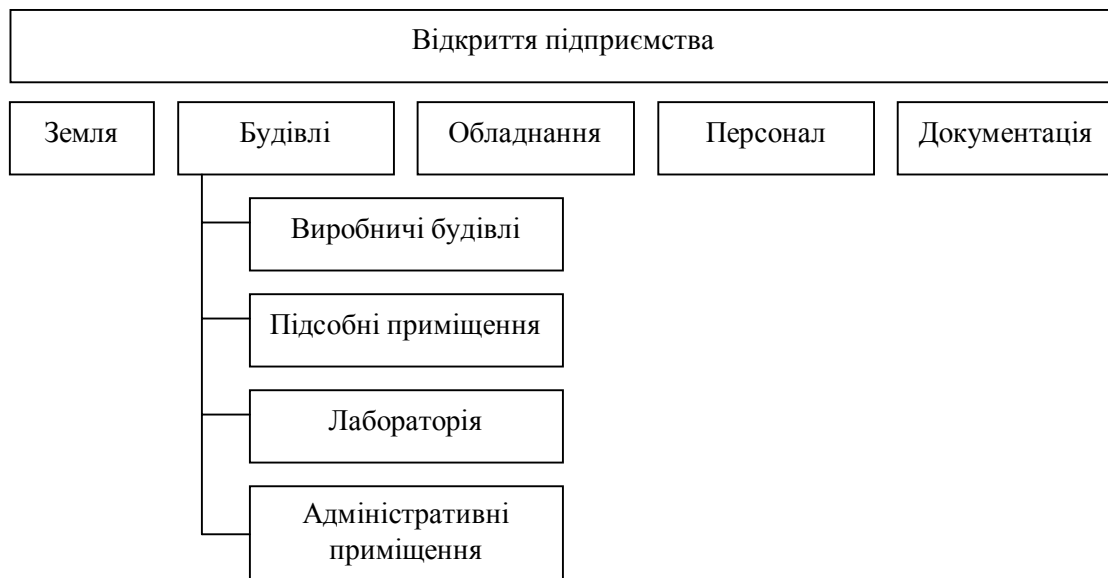 Відкриття підприємства
Земля
Будівлі
Обладнання
Персонал
Документація
Виробничі будівлі
Підсобні приміщення
Лабораторія
Адміністративні
приміщення